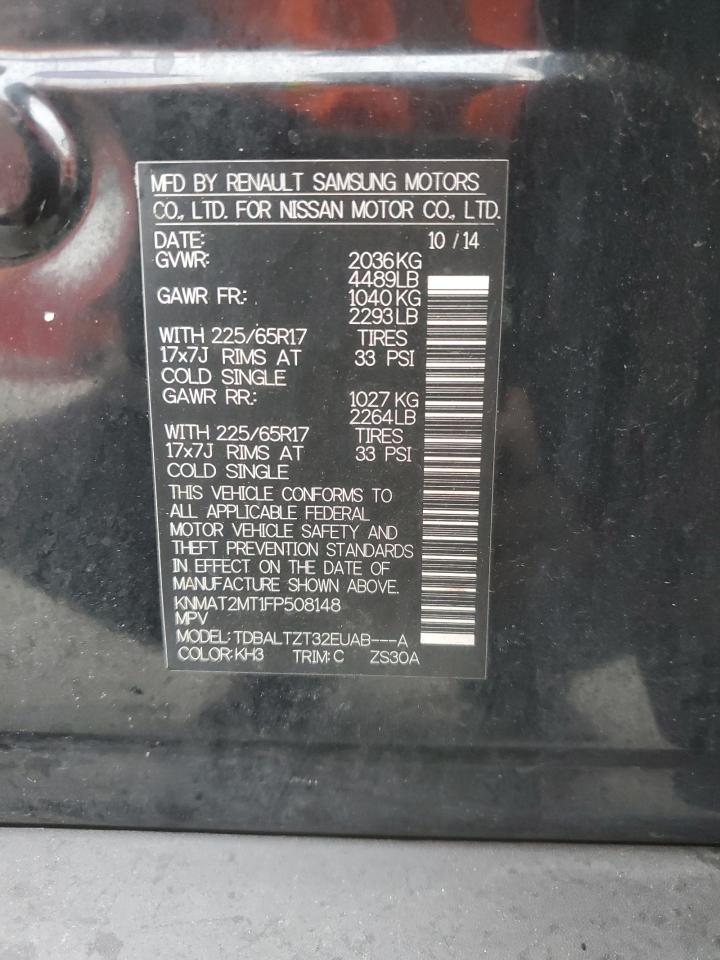 MFD BY RENAULT SAMSUNG MOTORS
CO., LTD. FOR NISSAN MOTOR CO., LTD.
DATE: 10 / 14
GVWR: 2036KG
4489LB
GAWR FR.: 1040KG
2293LB
WITH 225/65R17 TIRES
17x7J RIMS AT 33 PSI
COLD SINGLE
GAWR RR.: 1027 KG
2264LB
WITH 225/65R17 TIRES
17x7J RIMS AT 33 PSI
COLD SINGLE
THIS VEHICLE CONFORMS TO
ALL APPLICABLE FEDERAL
MOTOR VEHICLE SAFETY AND
THEFT PREVENTION STANDARDS
IN EFFECT ON THE DATE OF
MANUFACTURE SHOWN ABOVE.
KNMAT2MT1FP508148
MPV
MODEL: TDBALTZT32EUAB---A
COLOR:KH3 TRIM:C ZS30A